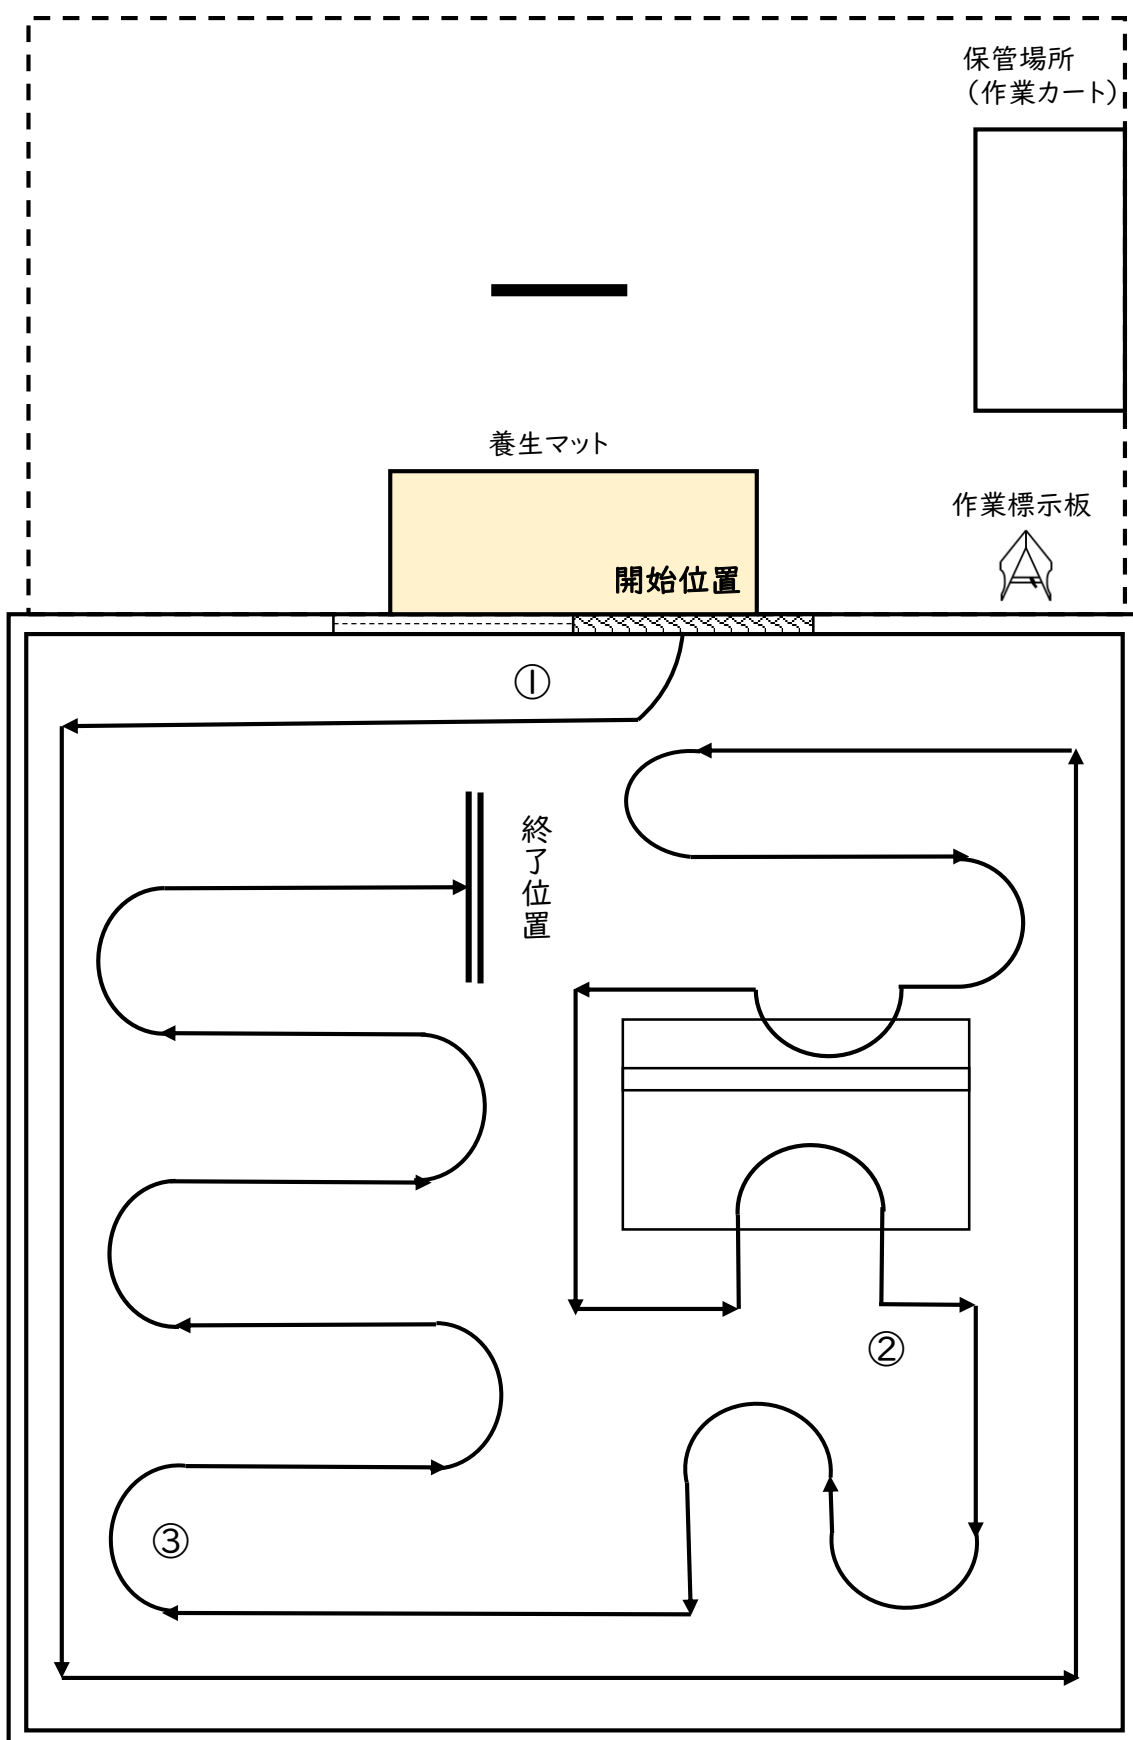 保管場所
（作業カート）
養生マット
作業標示板
開始位置
①
終了位置
②
③